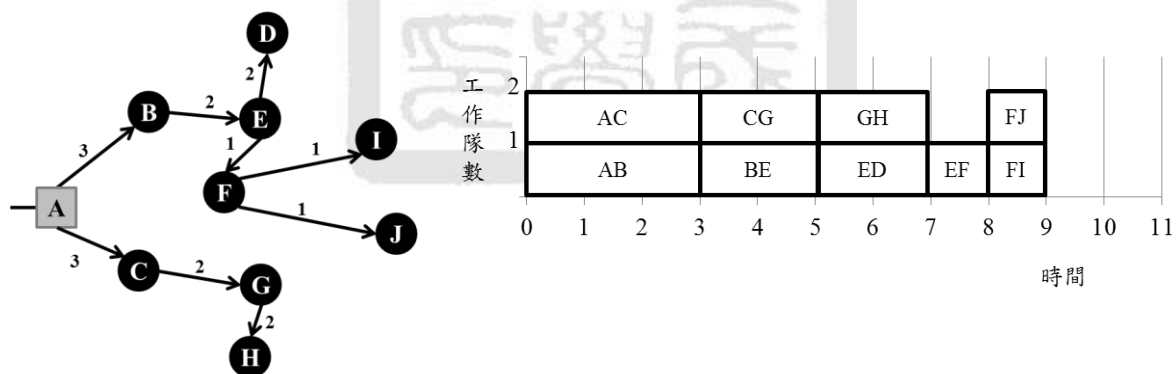 D
2
B
2
E
3
1
1
I
F
A
1
J
3
C
2
G
2
H
工作隊數
2
1
AC
CG
GH
FJ
AB
BE
ED
EF
FI
0 1 2 3 4 5 6 7 8 9 10 11
時間